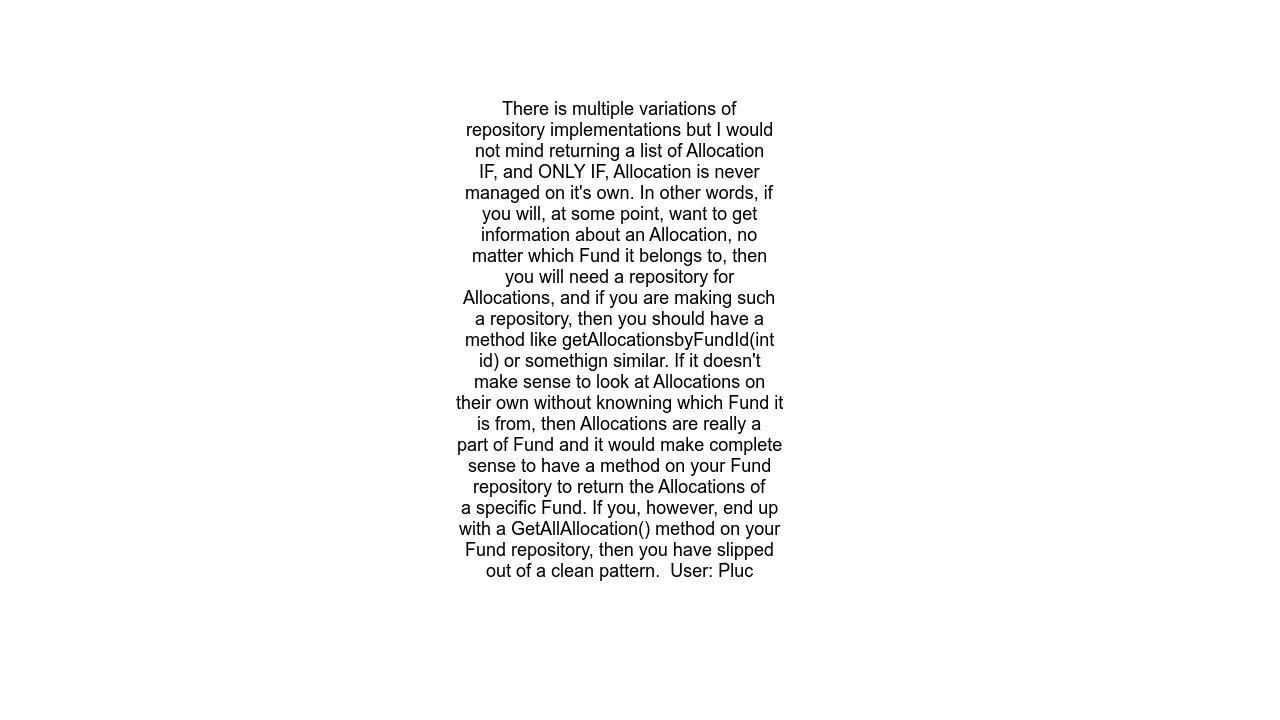 There is multiple variations of
repository implementations but I would
not mind returning a list of Allocation
IF, and ONLY IF, Allocation is never
managed on it's own. In other words, if
you will, at some point, want to get
information about an Allocation, no
matter which Fund it belongs to, then
you will need a repository for
Allocations, and if you are making such
a repository, then you should have a
method like getAllocationsbyFundId(int
id) or somethign similar. If it doesn't
make sense to look at Allocations on
their own without knowning which Fund it
is from, then Allocations are really a
part of Fund and it would make complete
sense to have a method on your Fund
repository to return the Allocations of
a specific Fund. If you, however, end up
with a GetAllAllocation() method on your
Fund repository, then you have slipped
out of a clean pattern.  User: Pluc